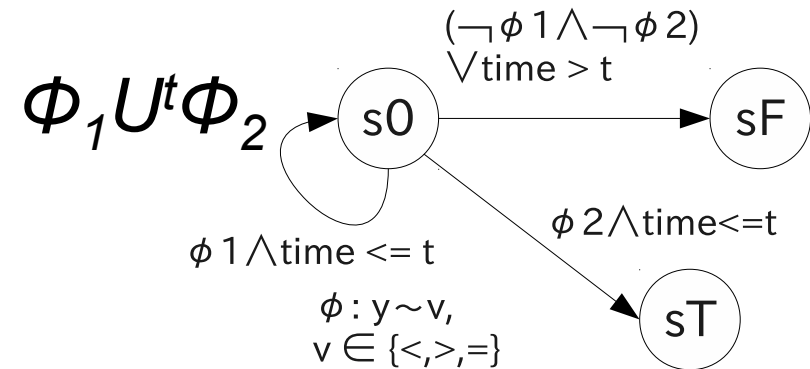 (¬ϕ1∧¬ϕ2)
∨time > t
Φ₁UᵗΦ₂
s0
sF
ϕ1∧time <= t
ϕ2∧time<=t
ϕ : y～v,
v ∈ {<,>,=}
sT